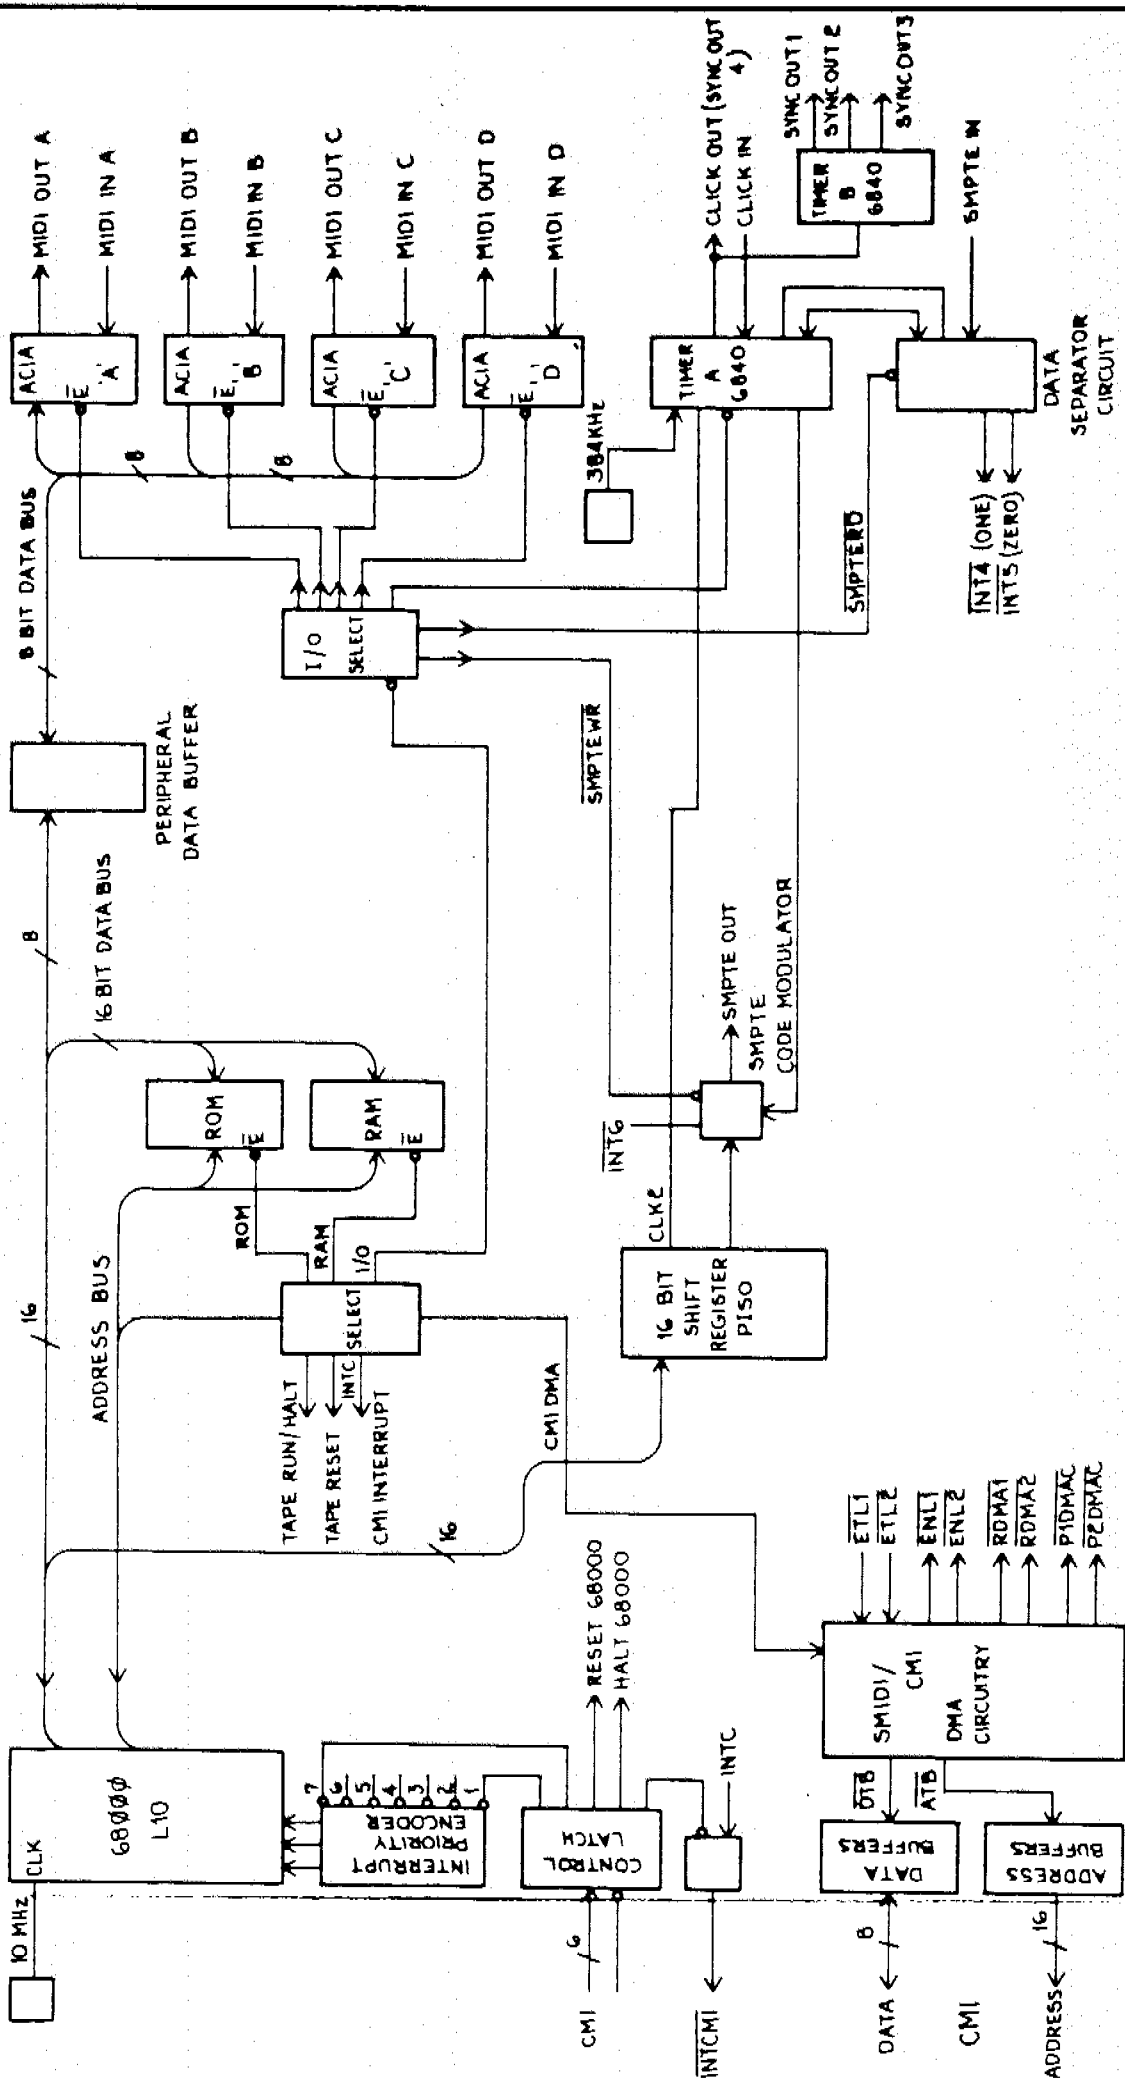 10 MHz
CLK
68000
L10
INTERRUPT
PRIORITY
ENCODER
7
6
5
4
3
2
1
CONTROL
LATCH
CMI
6
RESET 68000
HALT 68000
INTC
INTCMI
16
ADDRESS BUS
16 BIT DATA BUS
8
ROM
E
RAM
E
ROM
RAM
I/O
SELECT
TAPE RUN/HALT
TAPE RESET
INTC
CMI INTERRUPT
16
CMI DMA
PERIPHERAL
DATA BUFFER
8 BIT DATA BUS
8
8
ACIA
E
'A'
MIDI OUT A
MIDI IN A
ACIA
E
'B'
MIDI OUT B
MIDI IN B
ACIA
E
'C'
MIDI OUT C
MIDI IN C
ACIA
E
'D'
MIDI OUT D
MIDI IN D
I/O
SELECT
384KHz
TIMER
A
6840
CLICK OUT (SYNC OUT
4)
CLICK IN
TIMER
B
6840
SYNC OUT 1
SYNC OUT 2
SYNC OUT 3
SMPTE IN
DATA
SEPARATOR
CIRCUIT
SMPTERD
INT4 (ONE)
INT5 (ZERO)
SMPTEWR
INT6
SMPTE OUT
SMPTE
CODE MODULATOR
CLK2
16 BIT
SHIFT
REGISTER
PISO
SMIDI/
CMI
DMA
CIRCUITRY
ETL1
ETL2
ENL1
ENL2
RDMA1
RDMA2
P1DMAC
P2DMAC
DTB
ATB
DATA
BUFFERS
ADDRESS
BUFFERS
DATA
8
CMI
ADDRESS
16